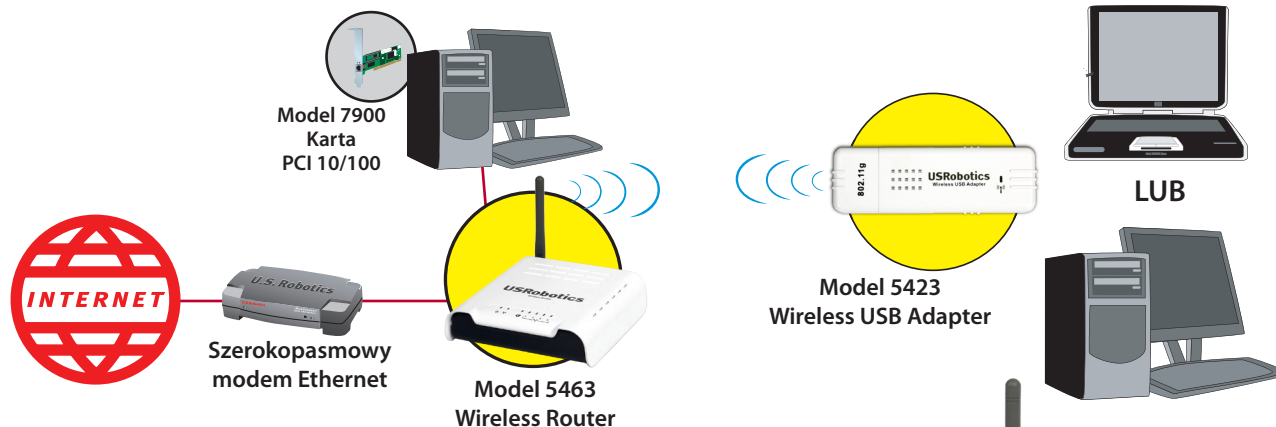 Model 7900
Karta
PCI 10/100
INTERNET
U.S. Robotics
Szerokopasmowy
modem Ethernet
USRobotics
Model 5463
Wireless Router
802.11g
USRobotics
Wireless USB Adapter
Model 5423
Wireless USB Adapter
LUB